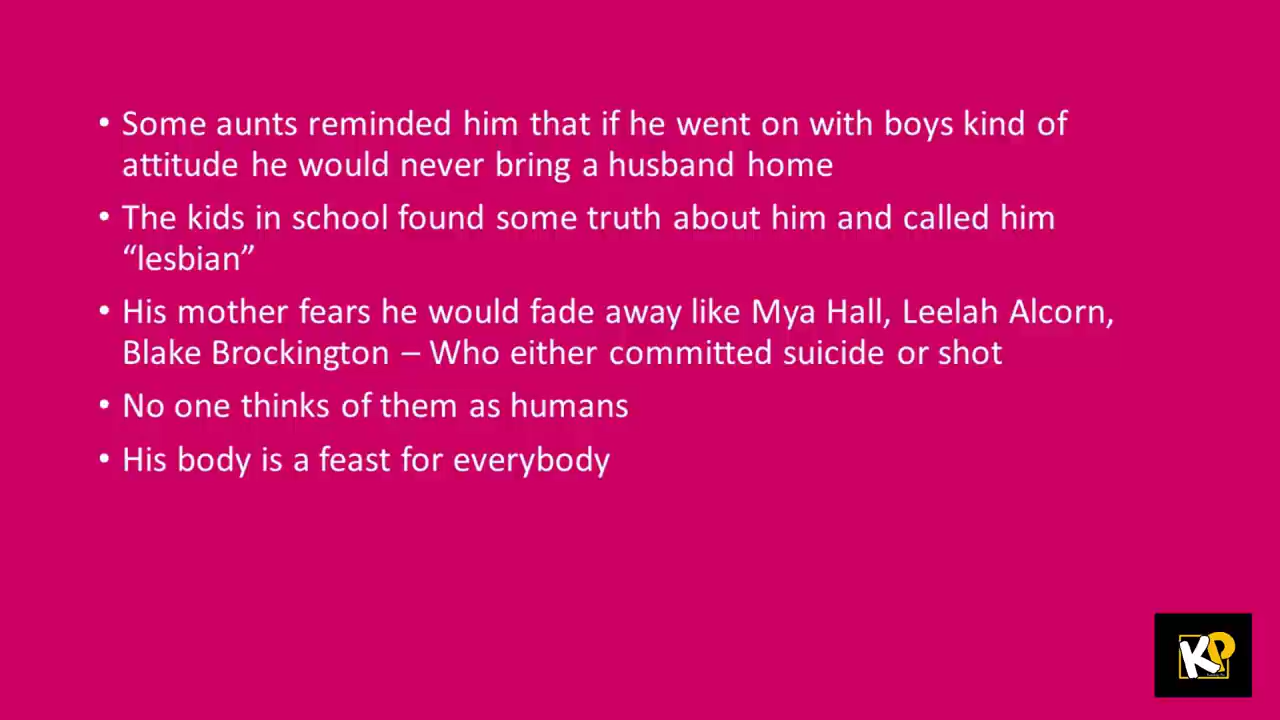 • Some aunts reminded him that if he went on with boys kind of
attitude he would never bring a husband home
• The kids in school found some truth about him and called him
“lesbian”
• His mother fears he would fade away like Mya Hall, Leelah Alcorn,
Blake Brockington – Who either committed suicide or shot
• No one thinks of them as humans
• His body is a feast for everybody
KP